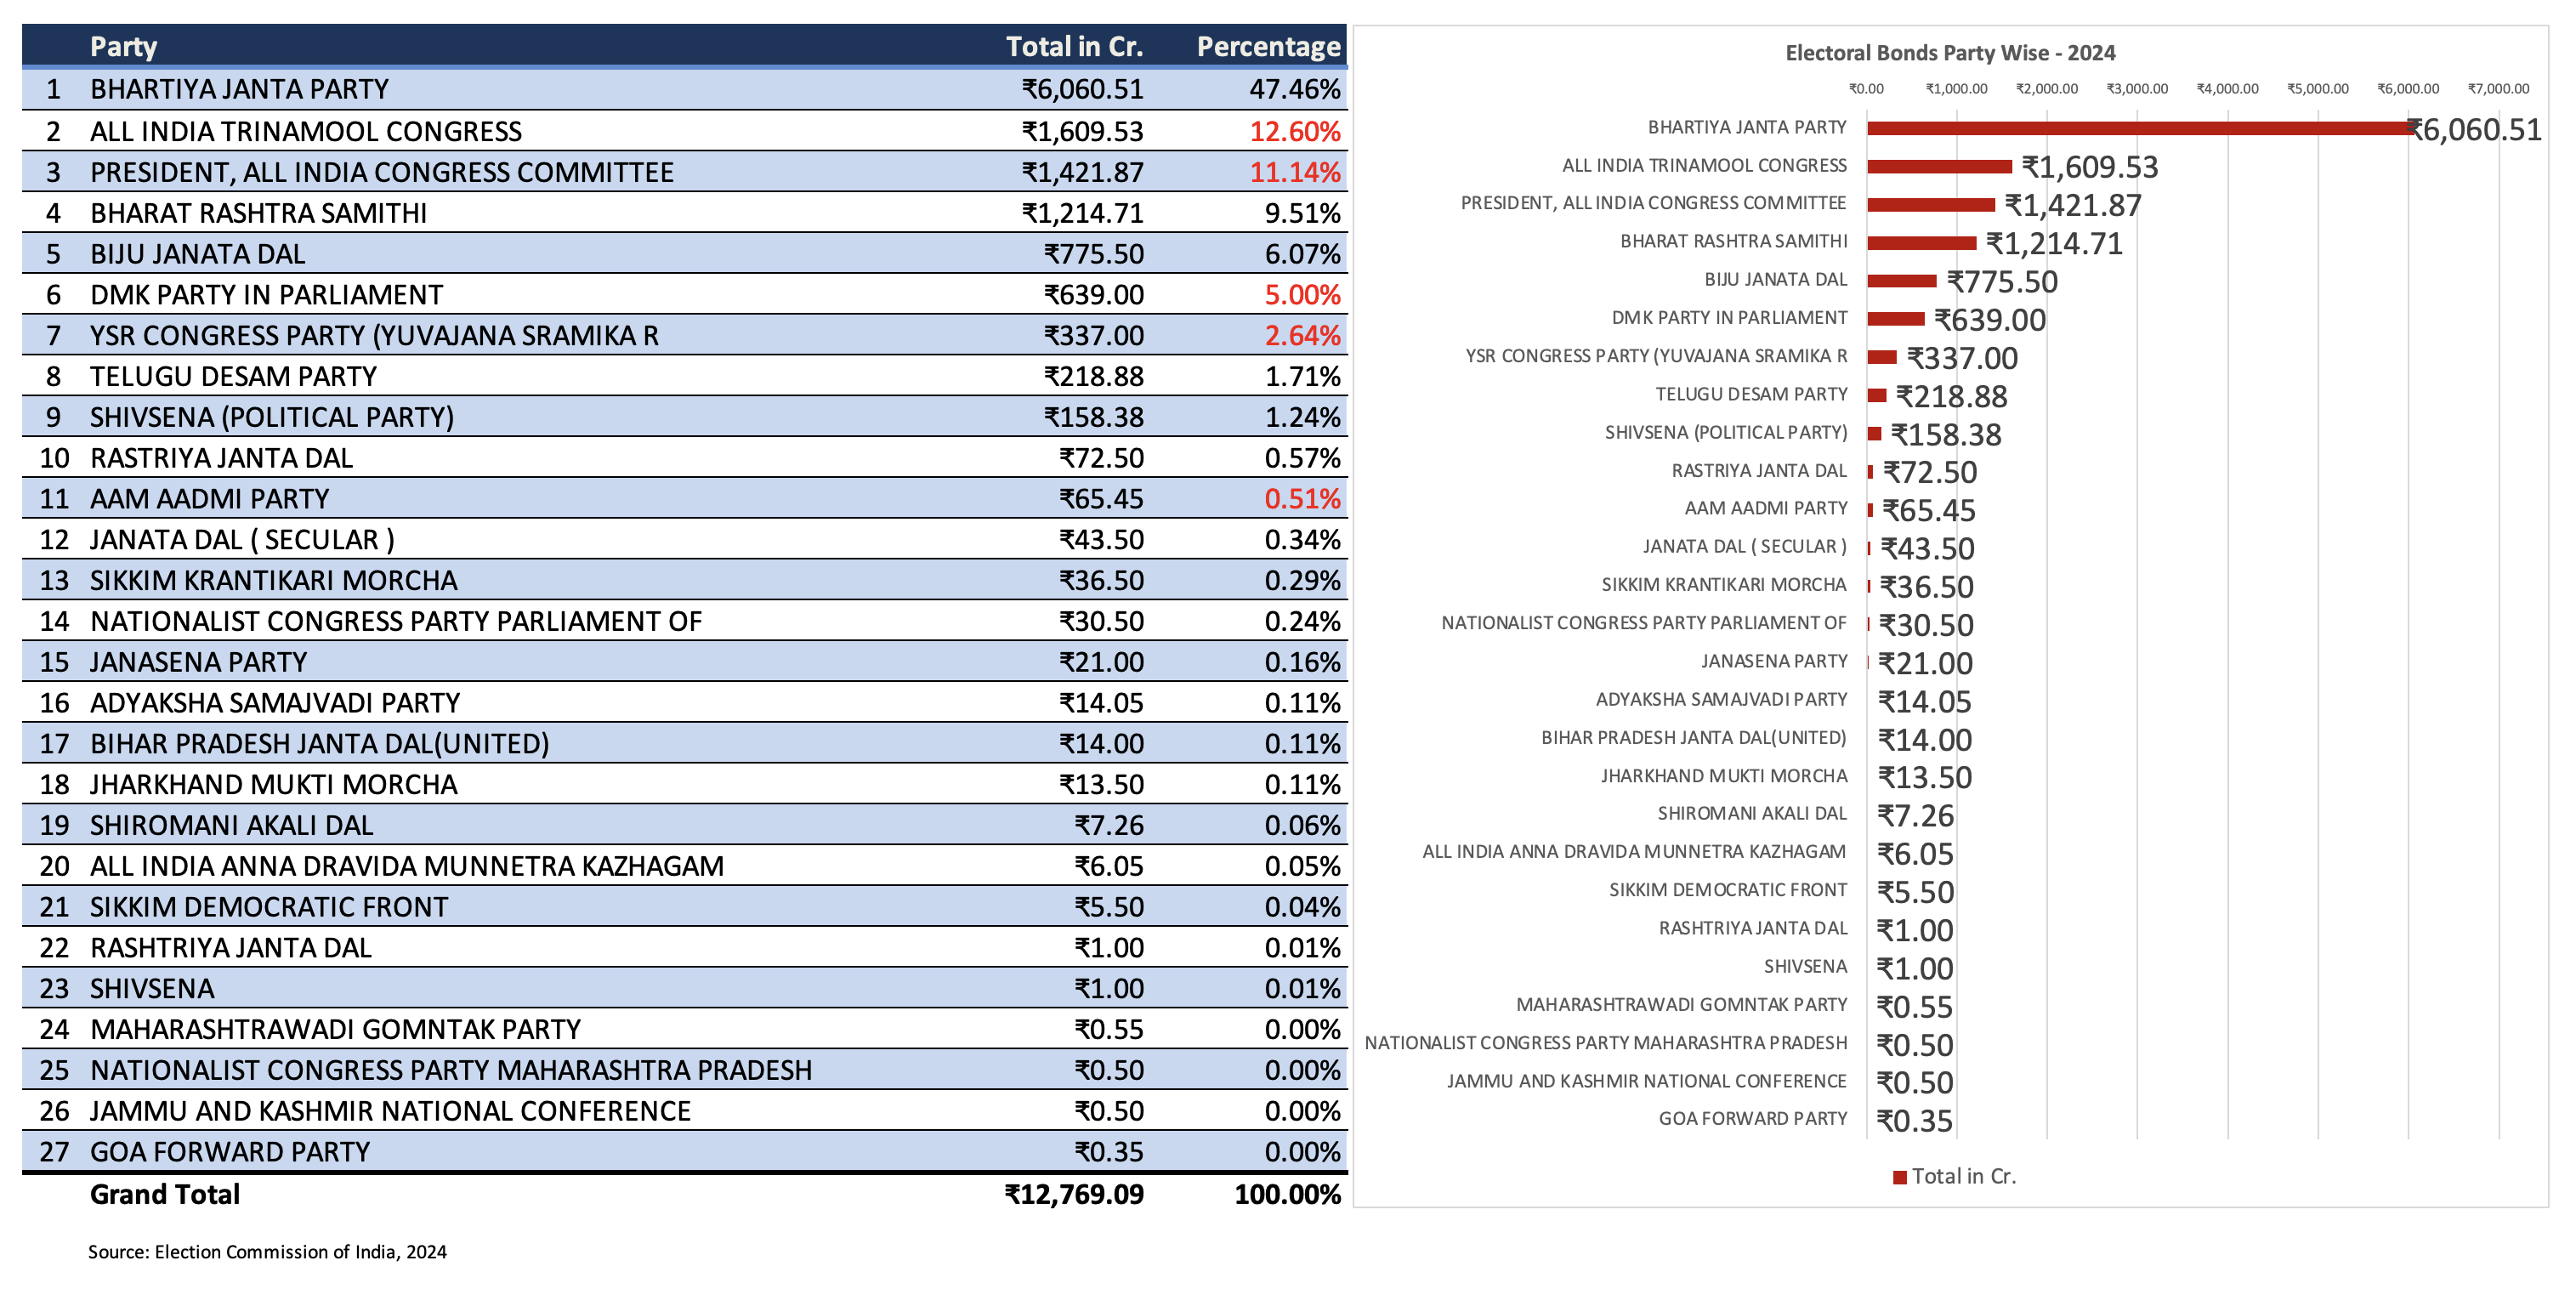 Party Total in Cr. Percentage
1 BHARTIYA JANTA PARTY ₹6,060.51 47.46%
2 ALL INDIA TRINAMOOL CONGRESS ₹1,609.53 12.60%
3 PRESIDENT, ALL INDIA CONGRESS COMMITTEE ₹1,421.87 11.14%
4 BHARAT RASHTRA SAMITHI ₹1,214.71 9.51%
5 BIJU JANATA DAL ₹775.50 6.07%
6 DMK PARTY IN PARLIAMENT ₹639.00 5.00%
7 YSR CONGRESS PARTY (YUVAJANA SRAMIKA R ₹337.00 2.64%
8 TELUGU DESAM PARTY ₹218.88 1.71%
9 SHIVSENA (POLITICAL PARTY) ₹158.38 1.24%
10 RASTRIYA JANTA DAL ₹72.50 0.57%
11 AAM AADMI PARTY ₹65.45 0.51%
12 JANATA DAL ( SECULAR ) ₹43.50 0.34%
13 SIKKIM KRANTIKARI MORCHA ₹36.50 0.29%
14 NATIONALIST CONGRESS PARTY PARLIAMENT OF ₹30.50 0.24%
15 JANASENA PARTY ₹21.00 0.16%
16 ADYAKSHA SAMAJVADI PARTY ₹14.05 0.11%
17 BIHAR PRADESH JANTA DAL(UNITED) ₹14.00 0.11%
18 JHARKHAND MUKTI MORCHA ₹13.50 0.11%
19 SHIROMANI AKALI DAL ₹7.26 0.06%
20 ALL INDIA ANNA DRAVIDA MUNNETRA KAZHAGAM ₹6.05 0.05%
21 SIKKIM DEMOCRATIC FRONT ₹5.50 0.04%
22 RASHTRIYA JANTA DAL ₹1.00 0.01%
23 SHIVSENA ₹1.00 0.01%
24 MAHARASHTRAWADI GOMNTAK PARTY ₹0.55 0.00%
25 NATIONALIST CONGRESS PARTY MAHARASHTRA PRADESH ₹0.50 0.00%
26 JAMMU AND KASHMIR NATIONAL CONFERENCE ₹0.50 0.00%
27 GOA FORWARD PARTY ₹0.35 0.00%
Grand Total ₹12,769.09 100.00%
Source: Election Commission of India, 2024
Electoral Bonds Party Wise - 2024
₹0.00 ₹1,000.00 ₹2,000.00 ₹3,000.00 ₹4,000.00 ₹5,000.00 ₹6,000.00 ₹7,000.00
BHARTIYA JANTA PARTY ₹6,060.51
ALL INDIA TRINAMOOL CONGRESS ₹1,609.53
PRESIDENT, ALL INDIA CONGRESS COMMITTEE ₹1,421.87
BHARAT RASHTRA SAMITHI ₹1,214.71
BIJU JANATA DAL ₹775.50
DMK PARTY IN PARLIAMENT ₹639.00
YSR CONGRESS PARTY (YUVAJANA SRAMIKA R ₹337.00
TELUGU DESAM PARTY ₹218.88
SHIVSENA (POLITICAL PARTY) ₹158.38
RASTRIYA JANTA DAL ₹72.50
AAM AADMI PARTY ₹65.45
JANATA DAL ( SECULAR ) ₹43.50
SIKKIM KRANTIKARI MORCHA ₹36.50
NATIONALIST CONGRESS PARTY PARLIAMENT OF ₹30.50
JANASENA PARTY ₹21.00
ADYAKSHA SAMAJVADI PARTY ₹14.05
BIHAR PRADESH JANTA DAL(UNITED) ₹14.00
JHARKHAND MUKTI MORCHA ₹13.50
SHIROMANI AKALI DAL ₹7.26
ALL INDIA ANNA DRAVIDA MUNNETRA KAZHAGAM ₹6.05
SIKKIM DEMOCRATIC FRONT ₹5.50
RASHTRIYA JANTA DAL ₹1.00
SHIVSENA ₹1.00
MAHARASHTRAWADI GOMNTAK PARTY ₹0.55
NATIONALIST CONGRESS PARTY MAHARASHTRA PRADESH ₹0.50
JAMMU AND KASHMIR NATIONAL CONFERENCE ₹0.50
GOA FORWARD PARTY ₹0.35
Total in Cr.